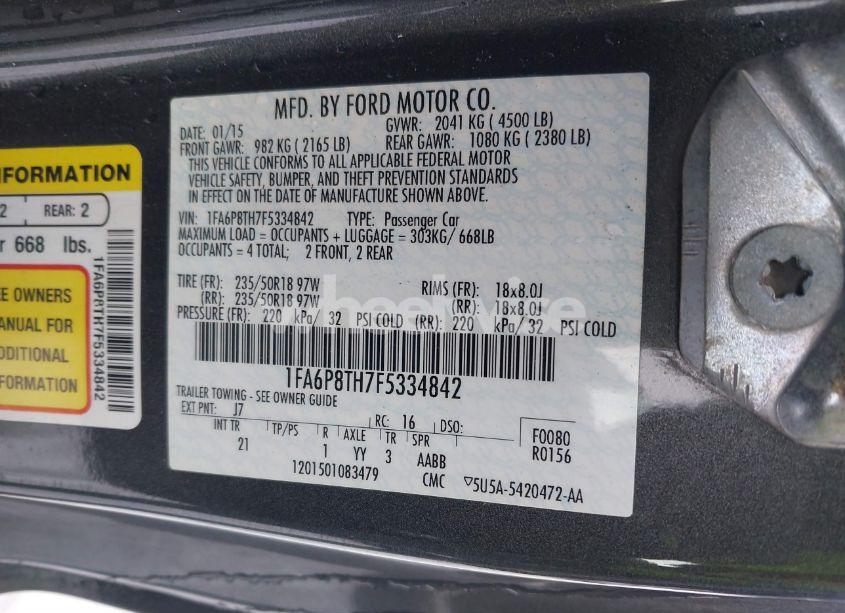 MFD. BY FORD MOTOR CO.
DATE: 01/15 GVWR: 2041 KG ( 4500 LB)
FRONT GAWR: 982 KG ( 2165 LB) REAR GAWR: 1080 KG ( 2380 LB)
THIS VEHICLE CONFORMS TO ALL APPLICABLE FEDERAL MOTOR
VEHICLE SAFETY, BUMPER, AND THEFT PREVENTION STANDARDS
IN EFFECT ON THE DATE OF MANUFACTURE SHOWN ABOVE.
VIN: 1FA6P8TH7F5334842 TYPE: Passenger Car
MAXIMUM LOAD = OCCUPANTS + LUGGAGE = 303KG/ 668LB
OCCUPANTS = 4 TOTAL; 2 FRONT, 2 REAR
TIRE (FR): 235/50R18 97W RIMS (FR): 18x8.0J
(RR): 235/50R18 97W (RR): 18x8.0J
PRESSURE (FR): 220 kPa/ 32 PSI COLD (RR): 220 kPa/ 32 PSI COLD
1FA6P8TH7F5334842
TRAILER TOWING - SEE OWNER GUIDE
EXT PNT: J7 RC: 16 DSO: F0080
R0156
INT TR TP/PS R AXLE TR SPR
21 1 YY 3 AABB
1201501083479 CMC ▽5U5A-5420472-AA
INFORMATION
2 REAR: 2
668 lbs.
OWNERS
MANUAL FOR
INFORMATION
1FA6P8TH7F5334842
wheelwise